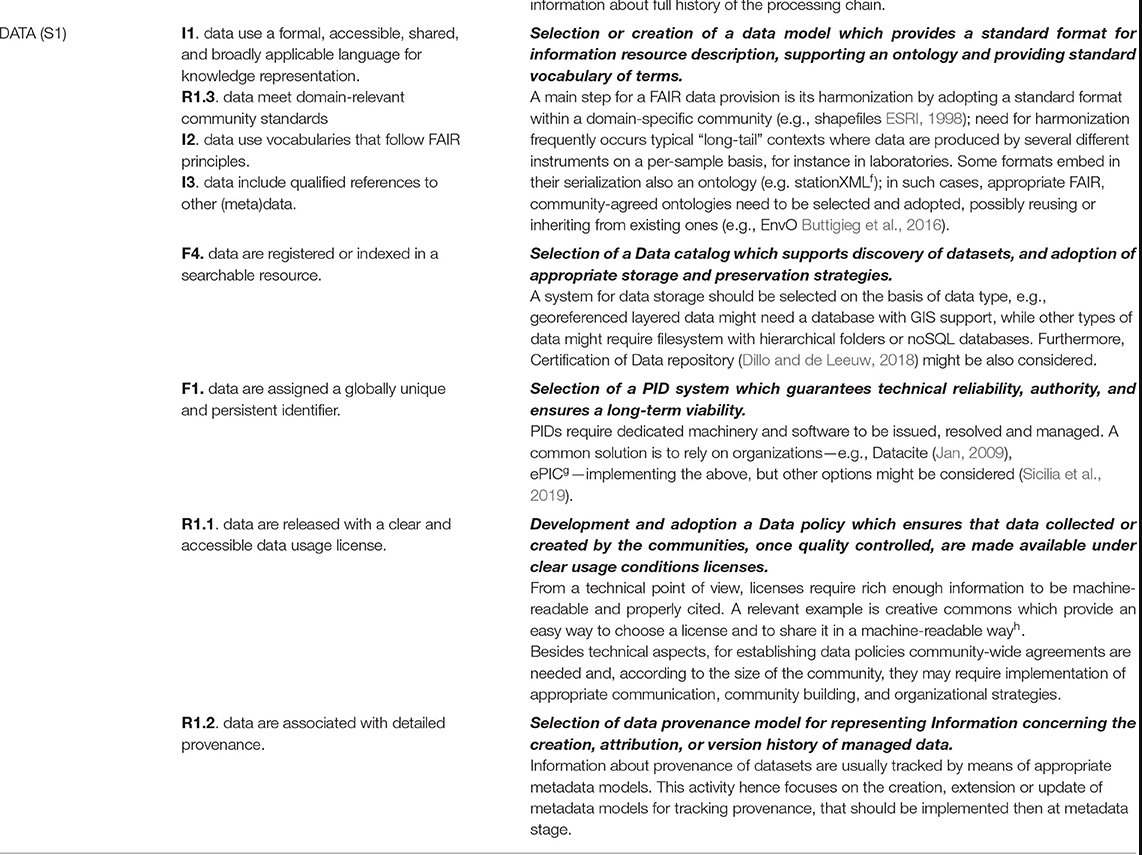 information about full history of the processing chain.
DATA (S1)
I1. data use a formal, accessible, shared,
and broadly applicable language for
knowledge representation.
R1.3. data meet domain-relevant
community standards
I2. data use vocabularies that follow FAIR
principles.
I3. data include qualified references to
other (meta)data.
Selection or creation of a data model which provides a standard format for
information resource description, supporting an ontology and providing standard
vocabulary of terms.
A main step for a FAIR data provision is its harmonization by adopting a standard format
within a domain-specific community (e.g., shapefiles ESRI, 1998); need for harmonization
frequently occurs typical “long-tail” contexts where data are produced by several different
instruments on a per-sample basis, for instance in laboratories. Some formats embed in
their serialization also an ontology (e.g. stationXMLf); in such cases, appropriate FAIR,
community-agreed ontologies need to be selected and adopted, possibly reusing or
inheriting from existing ones (e.g., EnvO Buttigieg et al., 2016).
F4. data are registered or indexed in a
searchable resource.
Selection of a Data catalog which supports discovery of datasets, and adoption of
appropriate storage and preservation strategies.
A system for data storage should be selected on the basis of data type, e.g.,
georeferenced layered data might need a database with GIS support, while other types of
data might require filesystem with hierarchical folders or noSQL databases. Furthermore,
Certification of Data repository (Dillo and de Leeuw, 2018) might be also considered.
F1. data are assigned a globally unique
and persistent identifier.
Selection of a PID system which guarantees technical reliability, authority, and
ensures a long-term viability.
PIDs require dedicated machinery and software to be issued, resolved and managed. A
common solution is to rely on organizations—e.g., Datacite (Jan, 2009),
ePICg—implementing the above, but other options might be considered (Sicilia et al.,
2019).
R1.1. data are released with a clear and
accessible data usage license.
Development and adoption a Data policy which ensures that data collected or
created by the communities, once quality controlled, are made available under
clear usage conditions licenses.
From a technical point of view, licenses require rich enough information to be machine-
readable and properly cited. A relevant example is creative commons which provide an
easy way to choose a license and to share it in a machine-readable wayh.
Besides technical aspects, for establishing data policies community-wide agreements are
needed and, according to the size of the community, they may require implementation of
appropriate communication, community building, and organizational strategies.
R1.2. data are associated with detailed
provenance.
Selection of data provenance model for representing Information concerning the
creation, attribution, or version history of managed data.
Information about provenance of datasets are usually tracked by means of appropriate
metadata models. This activity hence focuses on the creation, extension or update of
metadata models for tracking provenance, that should be implemented then at metadata
stage.